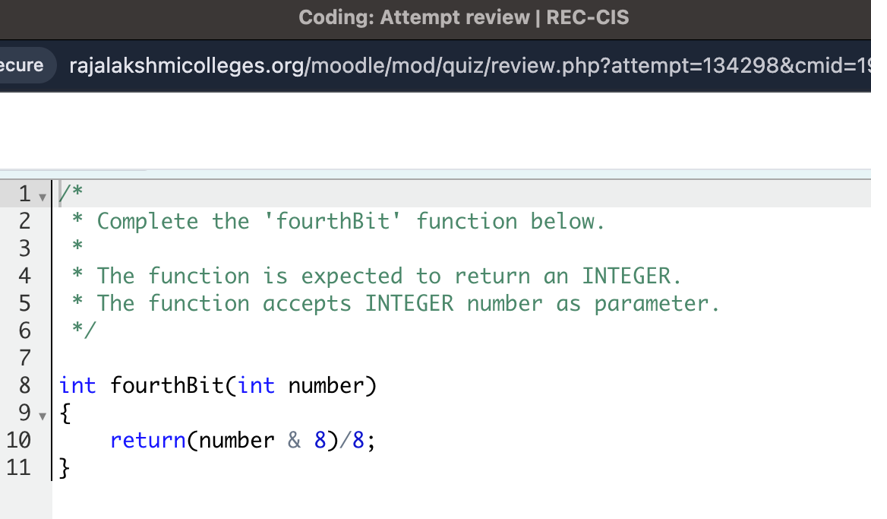 Coding: Attempt review | REC-CIS
ecure rajalakshmicolleges.org/moodle/mod/quiz/review.php?attempt=134298&cmid=19
1 /*
2  * Complete the 'fourthBit' function below.
3  *
4  * The function is expected to return an INTEGER.
5  * The function accepts INTEGER number as parameter.
6  */
7
8 int fourthBit(int number)
9 {
10     return(number & 8)/8;
11 }